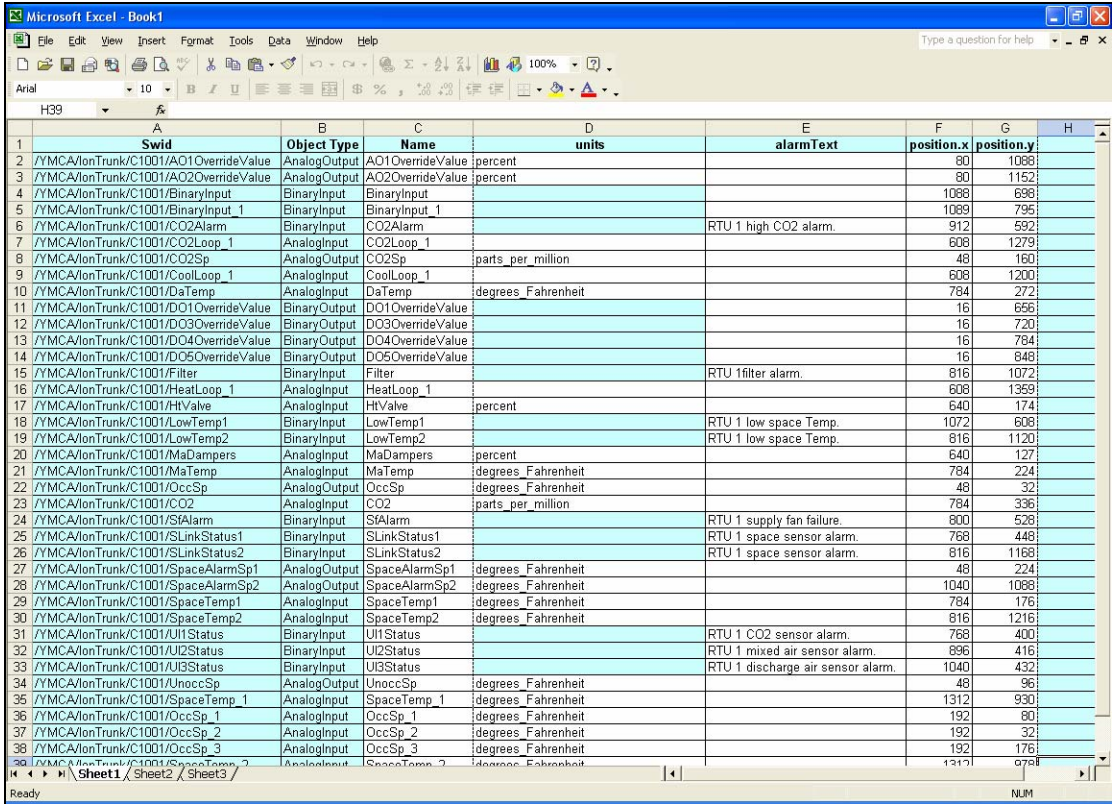 Microsoft Excel - Book1
File Edit View Insert Format Tools Data Window Help Type a question for help
100%
Arial 10 B I U $ % ,
H39 fx
A B C D E F G H
1 Swid Object Type Name units alarmText position.x position.y
2 /YMCA/lonTrunk/C1001/AO1OverrideValue AnalogOutput AO1OverrideValue percent 80 1088
3 /YMCA/lonTrunk/C1001/AO2OverrideValue AnalogOutput AO2OverrideValue percent 80 1152
4 /YMCA/lonTrunk/C1001/BinaryInput BinaryInput BinaryInput 1088 698
5 /YMCA/lonTrunk/C1001/BinaryInput_1 BinaryInput BinaryInput_1 1089 795
6 /YMCA/lonTrunk/C1001/CO2Alarm BinaryInput CO2Alarm RTU 1 high CO2 alarm. 912 592
7 /YMCA/lonTrunk/C1001/CO2Loop_1 AnalogInput CO2Loop_1 608 1279
8 /YMCA/lonTrunk/C1001/CO2Sp AnalogOutput CO2Sp parts_per_million 48 160
9 /YMCA/lonTrunk/C1001/CoolLoop_1 AnalogInput CoolLoop_1 608 1200
10 /YMCA/lonTrunk/C1001/DaTemp AnalogInput DaTemp degrees_Fahrenheit 784 272
11 /YMCA/lonTrunk/C1001/DO1OverrideValue BinaryOutput DO1OverrideValue 16 656
12 /YMCA/lonTrunk/C1001/DO3OverrideValue BinaryOutput DO3OverrideValue 16 720
13 /YMCA/lonTrunk/C1001/DO4OverrideValue BinaryOutput DO4OverrideValue 16 784
14 /YMCA/lonTrunk/C1001/DO5OverrideValue BinaryOutput DO5OverrideValue 16 848
15 /YMCA/lonTrunk/C1001/Filter BinaryInput Filter RTU 1filter alarm. 816 1072
16 /YMCA/lonTrunk/C1001/HeatLoop_1 AnalogInput HeatLoop_1 608 1359
17 /YMCA/lonTrunk/C1001/HtValve AnalogInput HtValve percent 640 174
18 /YMCA/lonTrunk/C1001/LowTemp1 BinaryInput LowTemp1 RTU 1 low space Temp. 1072 608
19 /YMCA/lonTrunk/C1001/LowTemp2 BinaryInput LowTemp2 RTU 1 low space Temp. 816 1120
20 /YMCA/lonTrunk/C1001/MaDampers AnalogInput MaDampers percent 640 127
21 /YMCA/lonTrunk/C1001/MaTemp AnalogInput MaTemp degrees_Fahrenheit 784 224
22 /YMCA/lonTrunk/C1001/OccSp AnalogOutput OccSp degrees_Fahrenheit 48 32
23 /YMCA/lonTrunk/C1001/CO2 AnalogInput CO2 parts_per_million 784 336
24 /YMCA/lonTrunk/C1001/SfAlarm BinaryInput SfAlarm RTU 1 supply fan failure. 800 528
25 /YMCA/lonTrunk/C1001/SLinkStatus1 BinaryInput SLinkStatus1 RTU 1 space sensor alarm. 768 448
26 /YMCA/lonTrunk/C1001/SLinkStatus2 BinaryInput SLinkStatus2 RTU 1 space sensor alarm. 816 1168
27 /YMCA/lonTrunk/C1001/SpaceAlarmSp1 AnalogOutput SpaceAlarmSp1 degrees_Fahrenheit 48 224
28 /YMCA/lonTrunk/C1001/SpaceAlarmSp2 AnalogOutput SpaceAlarmSp2 degrees_Fahrenheit 1040 1088
29 /YMCA/lonTrunk/C1001/SpaceTemp1 AnalogInput SpaceTemp1 degrees_Fahrenheit 784 176
30 /YMCA/lonTrunk/C1001/SpaceTemp2 AnalogInput SpaceTemp2 degrees_Fahrenheit 816 1216
31 /YMCA/lonTrunk/C1001/UI1Status BinaryInput UI1Status RTU 1 CO2 sensor alarm. 768 400
32 /YMCA/lonTrunk/C1001/UI2Status BinaryInput UI2Status RTU 1 mixed air sensor alarm. 896 416
33 /YMCA/lonTrunk/C1001/UI3Status BinaryInput UI3Status RTU 1 discharge air sensor alarm. 1040 432
34 /YMCA/lonTrunk/C1001/UnoccSp AnalogOutput UnoccSp degrees_Fahrenheit 48 96
35 /YMCA/lonTrunk/C1001/SpaceTemp_1 AnalogInput SpaceTemp_1 degrees_Fahrenheit 1312 930
36 /YMCA/lonTrunk/C1001/OccSp_1 AnalogInput OccSp_1 degrees_Fahrenheit 192 80
37 /YMCA/lonTrunk/C1001/OccSp_2 AnalogInput OccSp_2 degrees_Fahrenheit 192 32
38 /YMCA/lonTrunk/C1001/OccSp_3 AnalogInput OccSp_3 degrees_Fahrenheit 192 176
39 /YMCA/lonTrunk/C1001/SpaceTemp_2 AnalogInput SpaceTemp_2 degrees_Fahrenheit 1312 978
Sheet1 Sheet2 Sheet3
Ready NUM